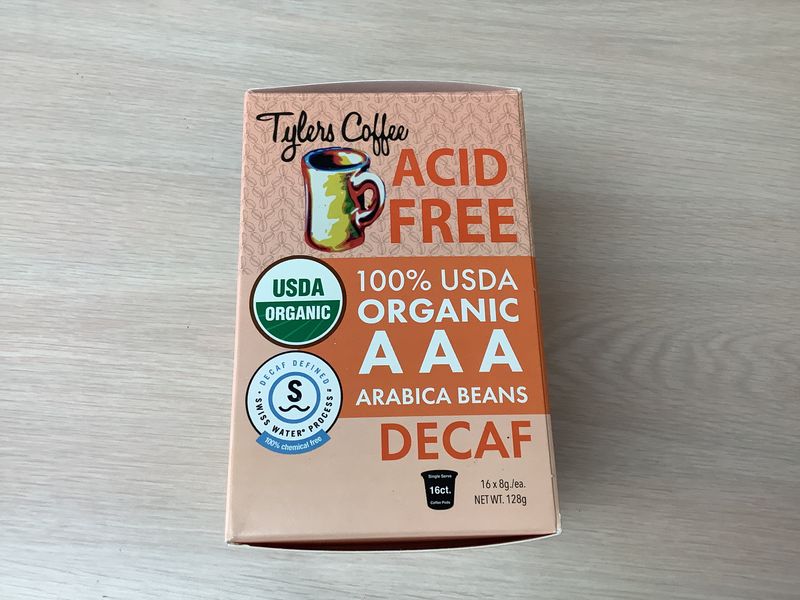 Tylers Coffee
ACID
FREE
USDA
ORGANIC
100% USDA
ORGANIC
AAA
ARABICA BEANS
DECAF DEFINED
S
SWISS WATER® PROCESS
100% chemical free
DECAF
Single Serve
16ct.
Coffee Pods
16 x 8g./ea.
NET WT. 128g